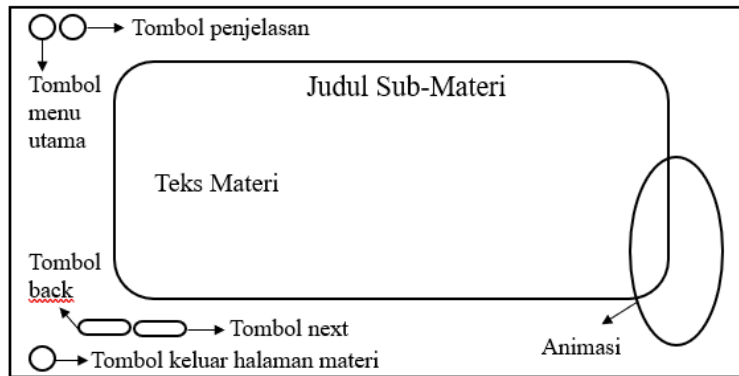 Tombol penjelasan
Tombol
menu
utama
Judul Sub-Materi
Teks Materi
Tombol
back
Tombol next
Animasi
Tombol keluar halaman materi